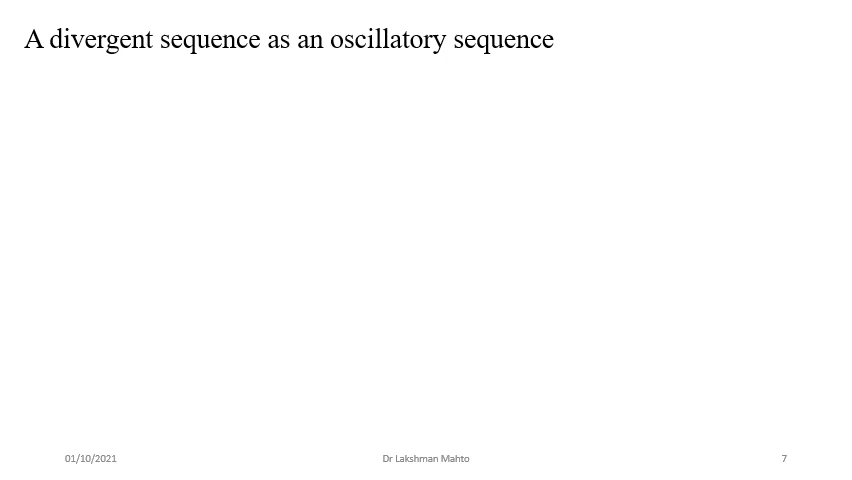 A divergent sequence as an oscillatory sequence
01/10/2021
Dr Lakshman Mahto
7